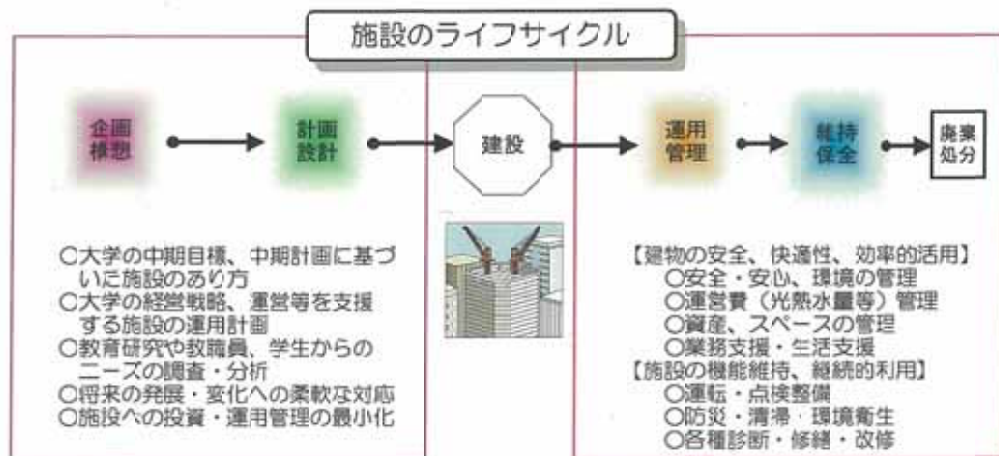 施設のライフサイクル
企画
構想
計画
設計
建設
運用
管理
維持
保全
廃棄
処分
○大学の中期目標、中期計画に基づ
いた施設のあり方
○大学の経営戦略、運営等を支援
する施設の運用計画
○教育研究や教職員、学生からの
ニーズの調査・分析
○将来の発展・変化への柔軟な対応
○施設への投資・運用管理の最小化
【建物の安全、快適性、効率的活用】
○安全・安心、環境の管理
○運営費（光熱水量等）管理
○資産、スペースの管理
○業務支援・生活支援
【施設の機能維持、継続的利用】
○運転・点検整備
○防災・清掃・環境衛生
○各種診断・修繕・改修